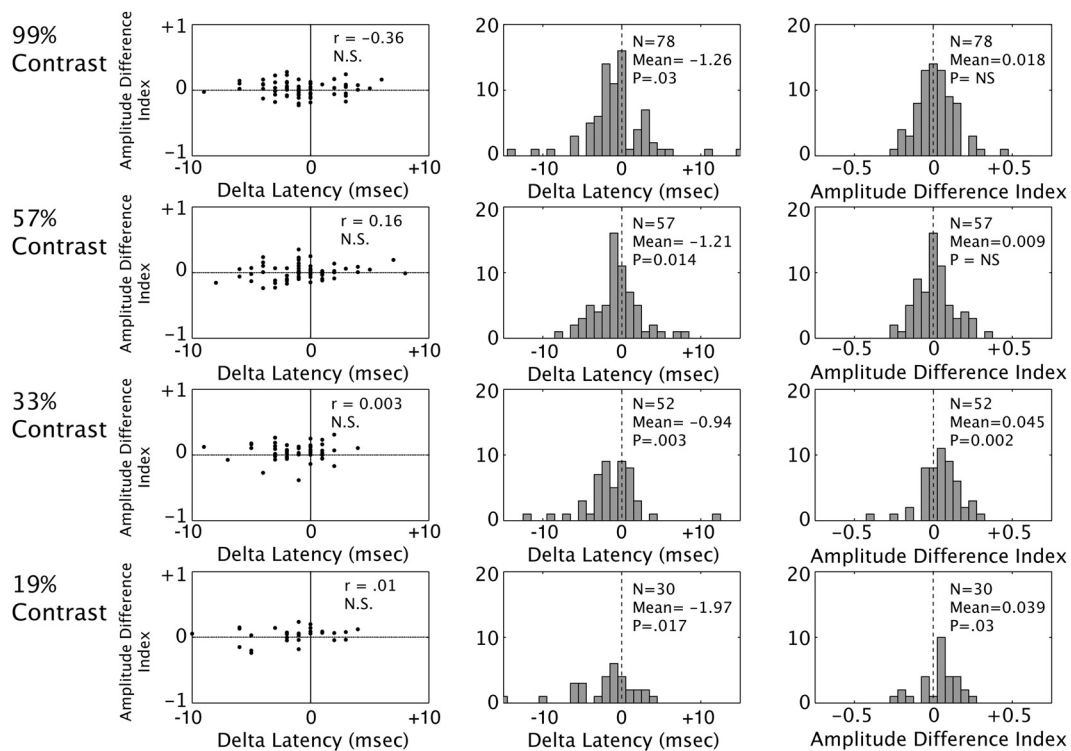 99%
Contrast
Amplitude Difference
Index
+1
0
-1
-10
0
+10
Delta Latency (msec)
r = -0.36
N.S.
20
10
0
-10
0
+10
Delta Latency (msec)
N=78
Mean= -1.26
P=.03
20
10
0
-0.5
0
+0.5
Amplitude Difference Index
N=78
Mean=0.018
P= NS
57%
Contrast
Amplitude Difference
Index
+1
0
-1
-10
0
+10
Delta Latency (msec)
r = 0.16
N.S.
20
10
0
-10
0
+10
Delta Latency (msec)
N=57
Mean= -1.21
P=0.014
20
10
0
-0.5
0
+0.5
Amplitude Difference Index
N=57
Mean=0.009
P = NS
33%
Contrast
Amplitude Difference
Index
+1
0
-1
-10
0
+10
Delta Latency (msec)
r = 0.003
N.S.
20
10
0
-10
0
+10
Delta Latency (msec)
N=52
Mean= -0.94
P=.003
20
10
0
-0.5
0
+0.5
Amplitude Difference Index
N=52
Mean=0.045
P=0.002
19%
Contrast
Amplitude Difference
Index
+1
0
-1
-10
0
+10
Delta Latency (msec)
r = .01
N.S.
20
10
0
-10
0
+10
Delta Latency (msec)
N=30
Mean= -1.97
P=.017
20
10
0
-0.5
0
+0.5
Amplitude Difference Index
N=30
Mean=0.039
P=.03